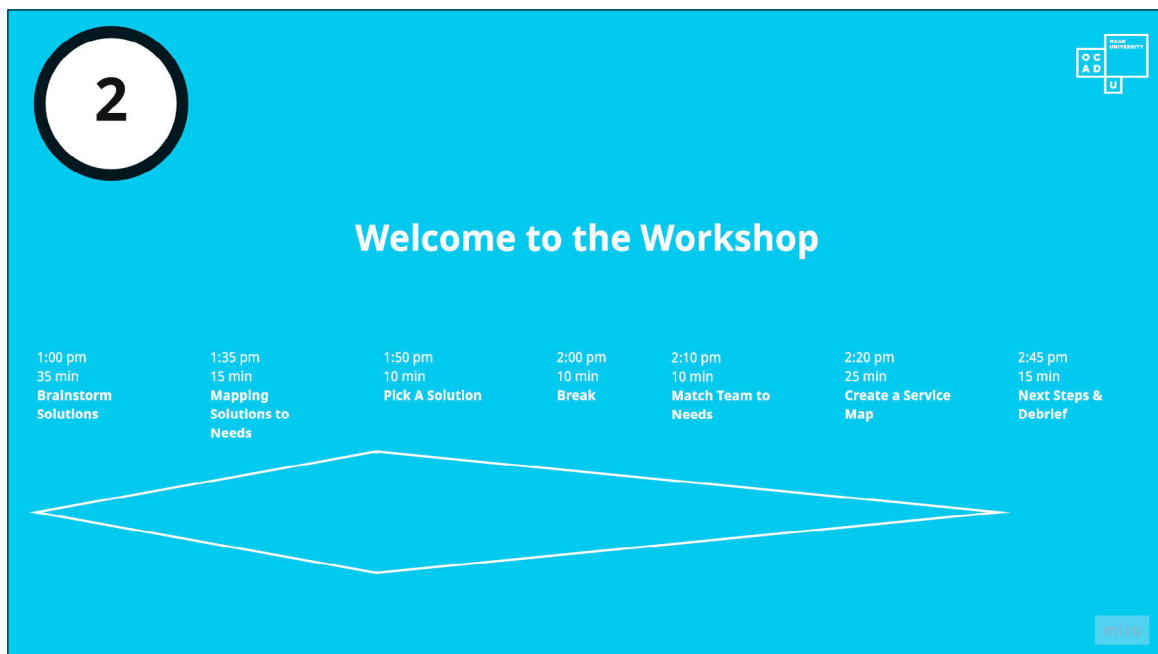 2
OCAD
UNIVERSITY
O C
A D
U
Welcome to the Workshop
1:00 pm
35 min
Brainstorm
Solutions
1:35 pm
15 min
Mapping
Solutions to
Needs
1:50 pm
10 min
Pick A Solution
2:00 pm
10 min
Break
2:10 pm
10 min
Match Team to
Needs
2:20 pm
25 min
Create a Service
Map
2:45 pm
15 min
Next Steps &
Debrief
miro